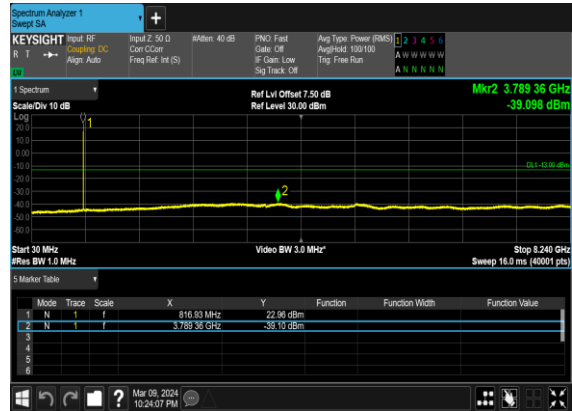 Spectrum Analyzer 1
Swept SA
+
KEYSIGHT Input: RF Input Z: 50 Ω #Atten: 40 dB PNO: Fast Avg Type: Power (RMS) 1 2 3 4 5 6
R T Coupling: DC Corr CCorr Gate: Off Avg|Hold: 100/100 A W W W W W
Align: Auto Freq Ref: Int (S) IF Gain: Low Trig: Free Run
Sig Track: Off A N N N N N
1 Spectrum Ref Lvl Offset 7.50 dB Mkr2 3.789 36 GHz
Scale/Div 10 dB Ref Level 30.00 dBm -39.098 dBm
Log
20.0 1
10.0
0.00
-10.0 DL1 -13.00 dBm
-20.0
-30.0 2
-40.0
-50.0
-60.0
Start 30 MHz Video BW 3.0 MHz* Stop 8.240 GHz
#Res BW 1.0 MHz Sweep 16.0 ms (40001 pts)
5 Marker Table
Mode Trace Scale X Y Function Function Width Function Value
1 N 1 f 816.93 MHz 22.96 dBm
2 N 1 f 3.789 36 GHz -39.10 dBm
3
4
5
6
? Mar 09, 2024
10:24:07 PM